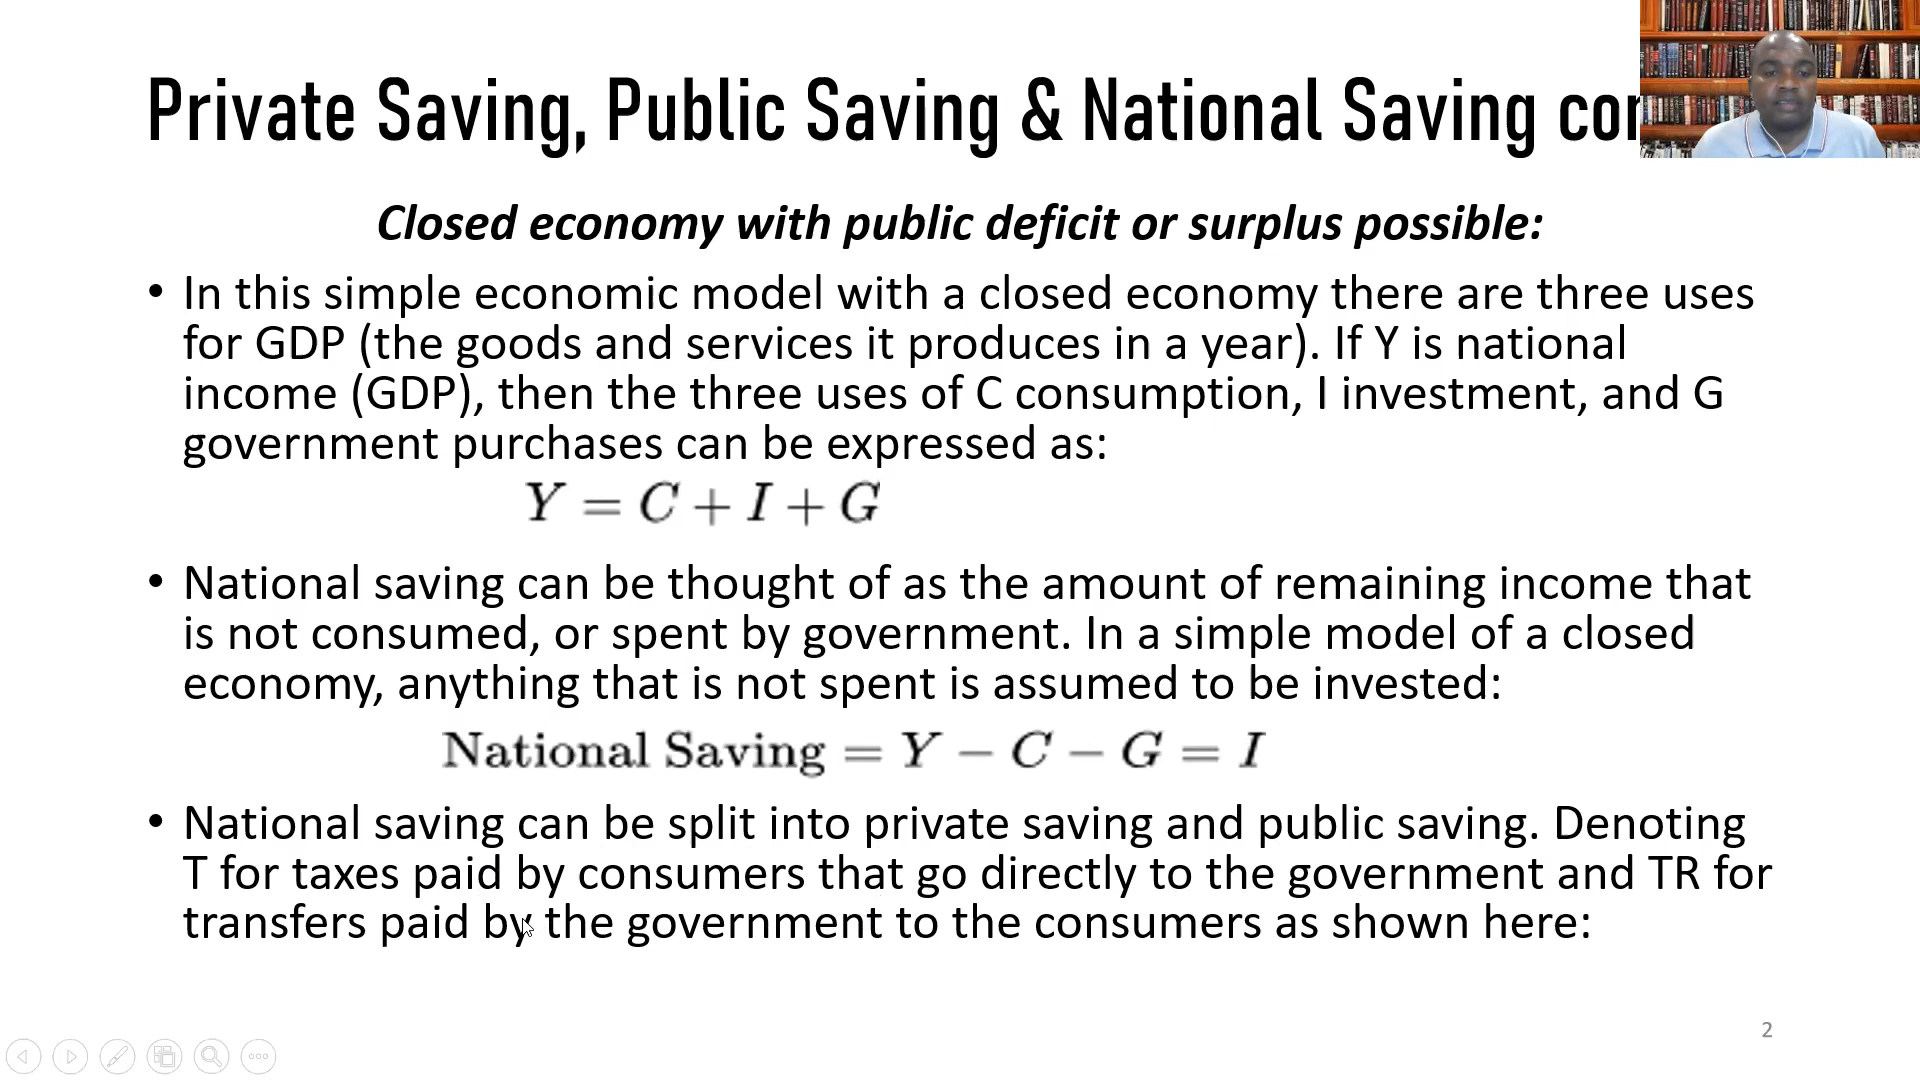 Private Saving, Public Saving & National Saving
Closed economy with public deficit or surplus possible:
• In this simple economic model with a closed economy there are three uses
for GDP (the goods and services it produces in a year). If Y is national
income (GDP), then the three uses of C consumption, I investment, and G
government purchases can be expressed as:
Y = C + I + G
• National saving can be thought of as the amount of remaining income that
is not consumed, or spent by government. In a simple model of a closed
economy, anything that is not spent is assumed to be invested:
National Saving = Y − C − G = I
• National saving can be split into private saving and public saving. Denoting
T for taxes paid by consumers that go directly to the government and TR for
transfers paid by the government to the consumers as shown here:
2